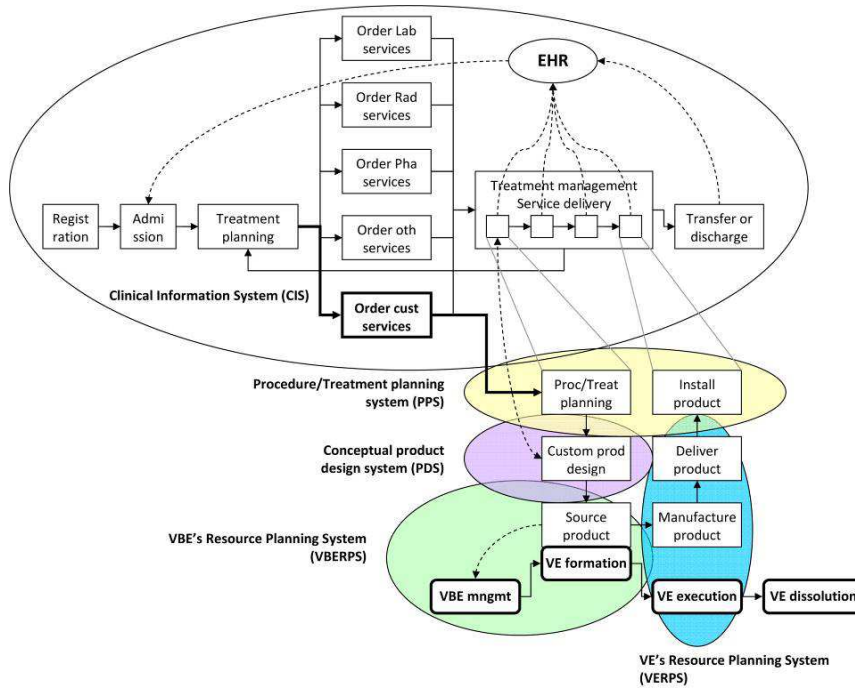 Order Lab
services
EHR
Order Rad
services
Order Pha
services
Treatment management
Service delivery
Regist
ration
Admi
ssion
Treatment
planning
Order oth
services
Transfer or
discharge
Clinical Information System (CIS)
Order cust
services
Procedure/Treatment planning
system (PPS)
Proc/Treat
planning
Install
product
Conceptual product
design system (PDS)
Custom prod
design
Deliver
product
VBE's Resource Planning System
(VBERPS)
Source
product
Manufacture
product
VE formation
VBE mngmt
VE execution
VE dissolution
VE's Resource Planning System
(VERPS)